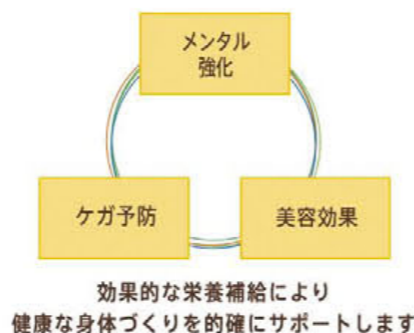 メンタル
強化
ケガ予防
美容効果
効果的な栄養補給により
健康な身体づくりを的確にサポートします